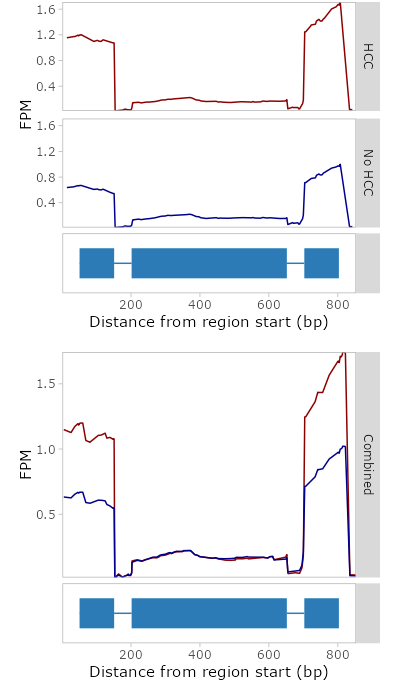 1.6
1.2
0.8
0.4
HCC
FPM
1.6
1.2
0.8
0.4
No HCC
200 400 600 800
Distance from region start (bp)
1.5
1.0
0.5
FPM
Combined
200 400 600 800
Distance from region start (bp)